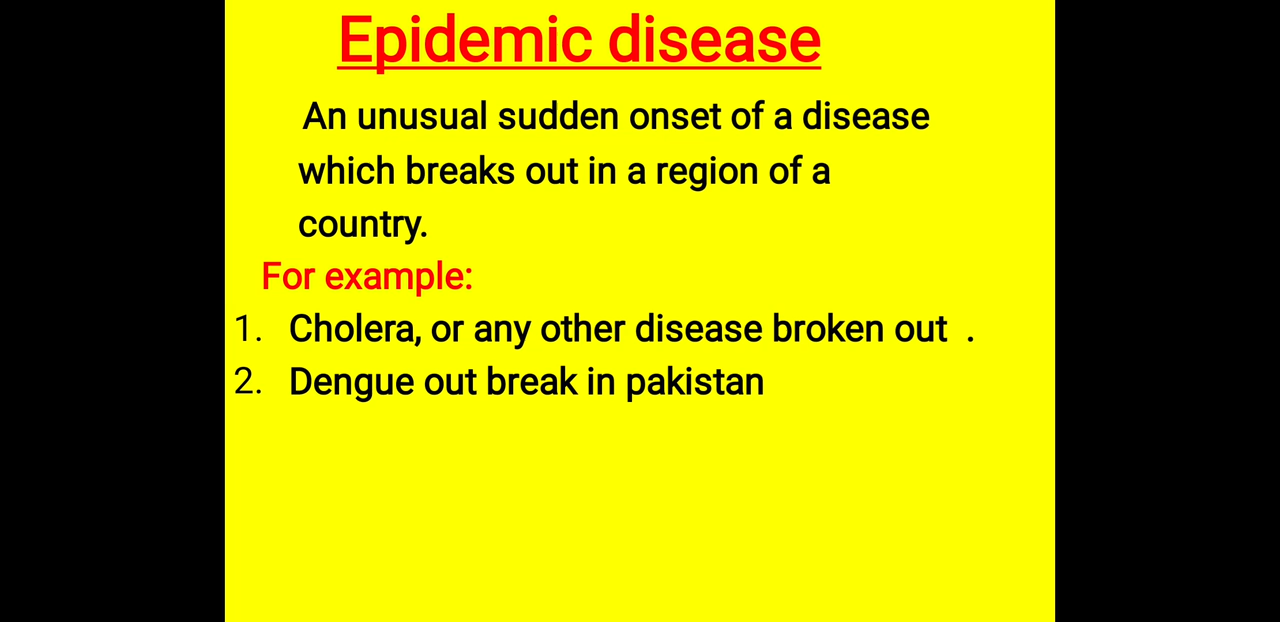 Epidemic disease
An unusual sudden onset of a disease
which breaks out in a region of a
country.
For example:
1. Cholera, or any other disease broken out .
2. Dengue out break in pakistan